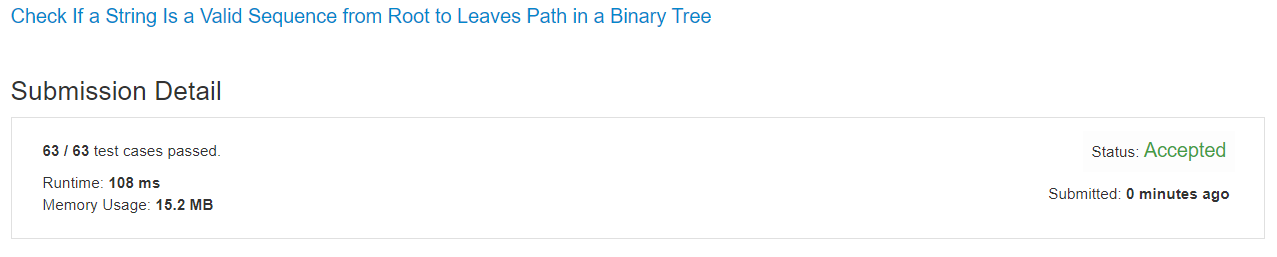 Check If a String Is a Valid Sequence from Root to Leaves Path in a Binary Tree
Submission Detail
63 / 63 test cases passed.
Status: Accepted
Runtime: 108 ms
Submitted: 0 minutes ago
Memory Usage: 15.2 MB